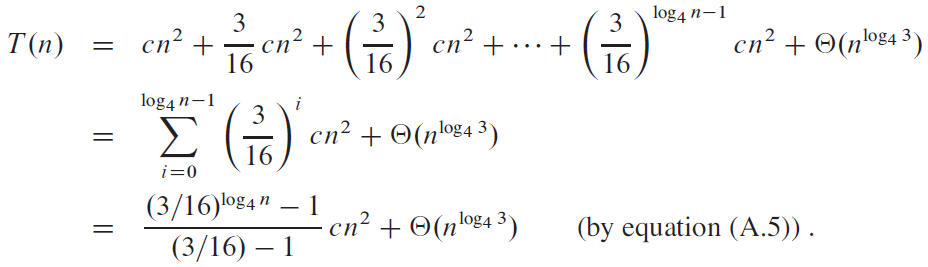 T(n) = cn² + 3/16 cn² + (3/16)² cn² + ··· + (3/16)^(log₄ n−1) cn² + Θ(n^(log₄ 3))
= ∑_{i=0}^{log₄ n−1} (3/16)^i cn² + Θ(n^(log₄ 3))
= ((3/16)^(log₄ n) − 1)/((3/16) − 1) cn² + Θ(n^(log₄ 3)) (by equation (A.5)) .